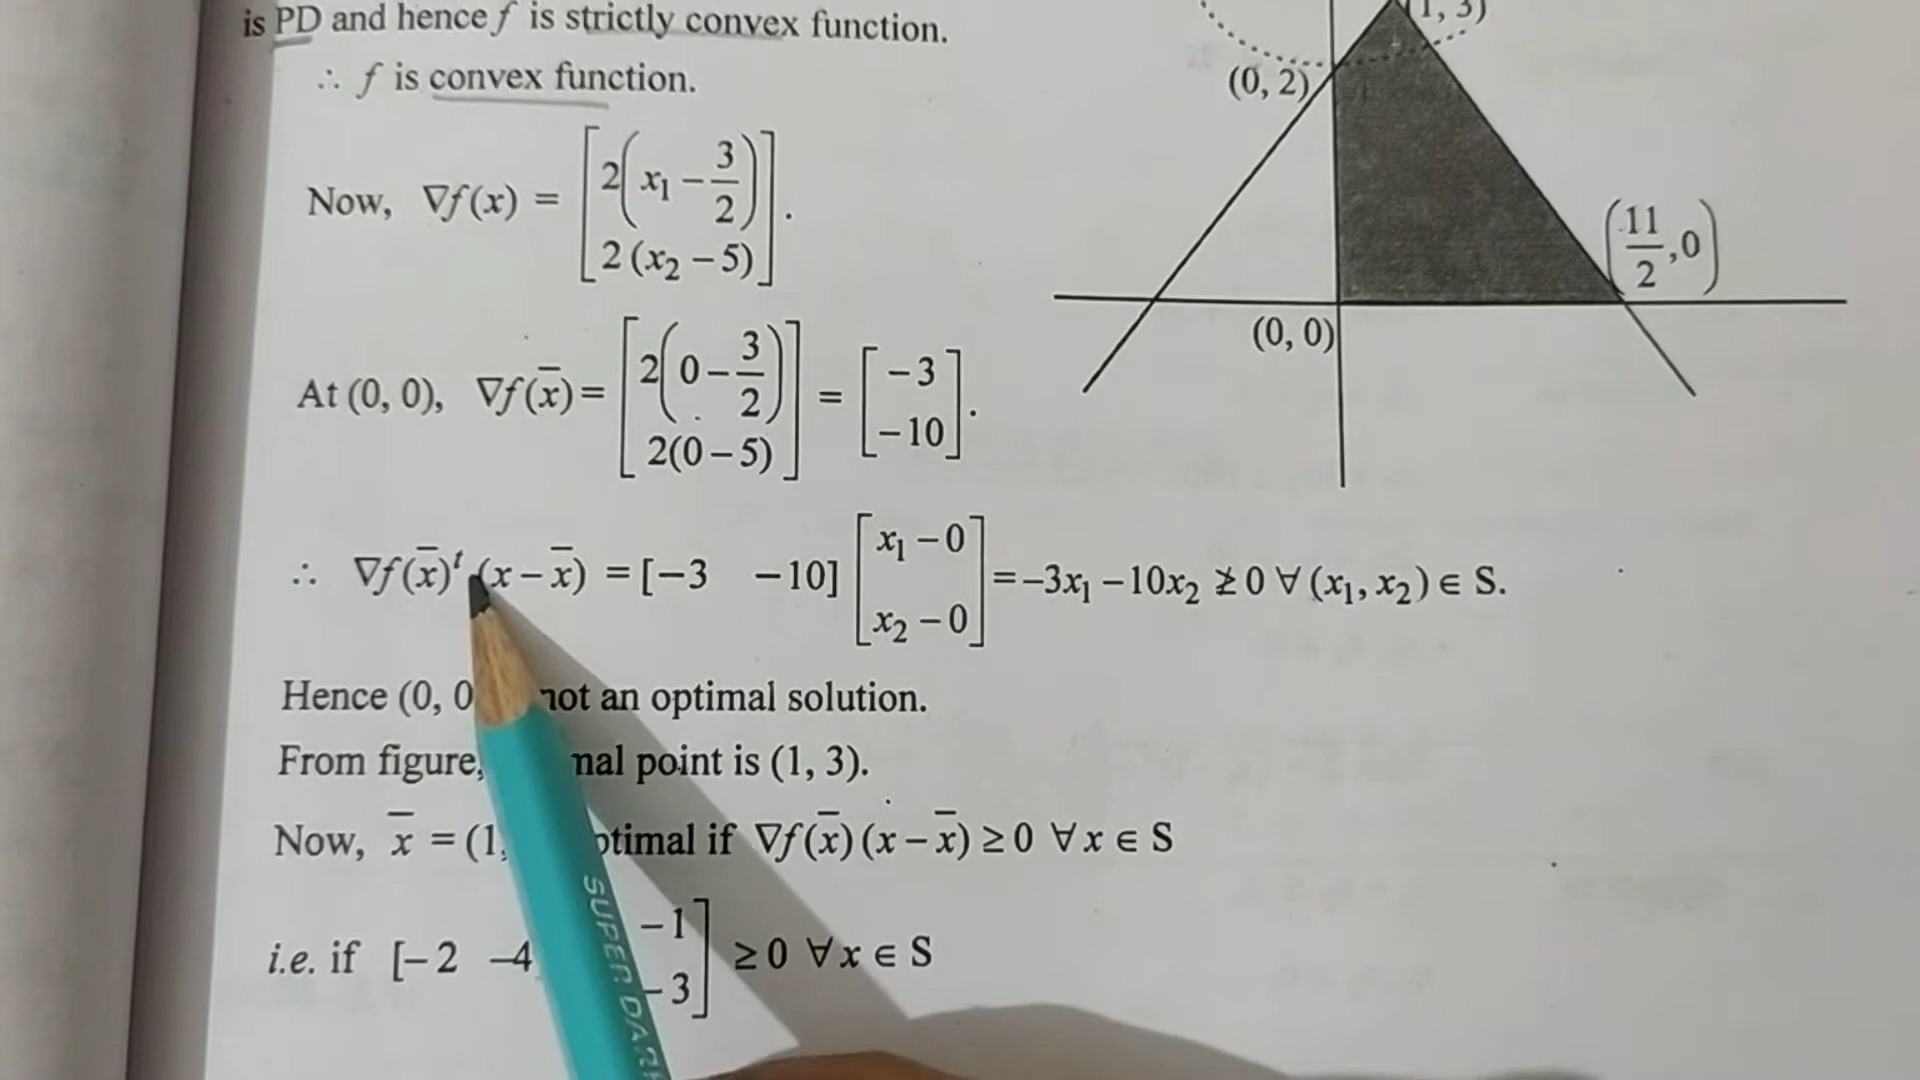 is PD and hence f is strictly convex function.
∴ f is convex function.
Now, ∇f(x) = [2(x₁ − 3/2) 2(x₂ − 5)].
At (0, 0), ∇f(x̄) = [2(0 − 3/2) 2(0 − 5)] = [−3 −10].
∴ ∇f(x̄)ᵗ (x − x̄) = [−3 −10] [x₁ − 0 x₂ − 0] = −3x₁ − 10x₂ ≱ 0 ∀ (x₁, x₂) ∈ S.
Hence (0, 0 not an optimal solution.
From figure, point is (1, 3).
Now, x̄ = (1, if ∇f(x̄) (x − x̄) ≥ 0 ∀ x ∈ S
i.e. if [−2 −4 −1 −3] ≥ 0 ∀ x ∈ S
(1, 3)
(0, 2)
(11/2, 0)
(0, 0)
SUPER DAR